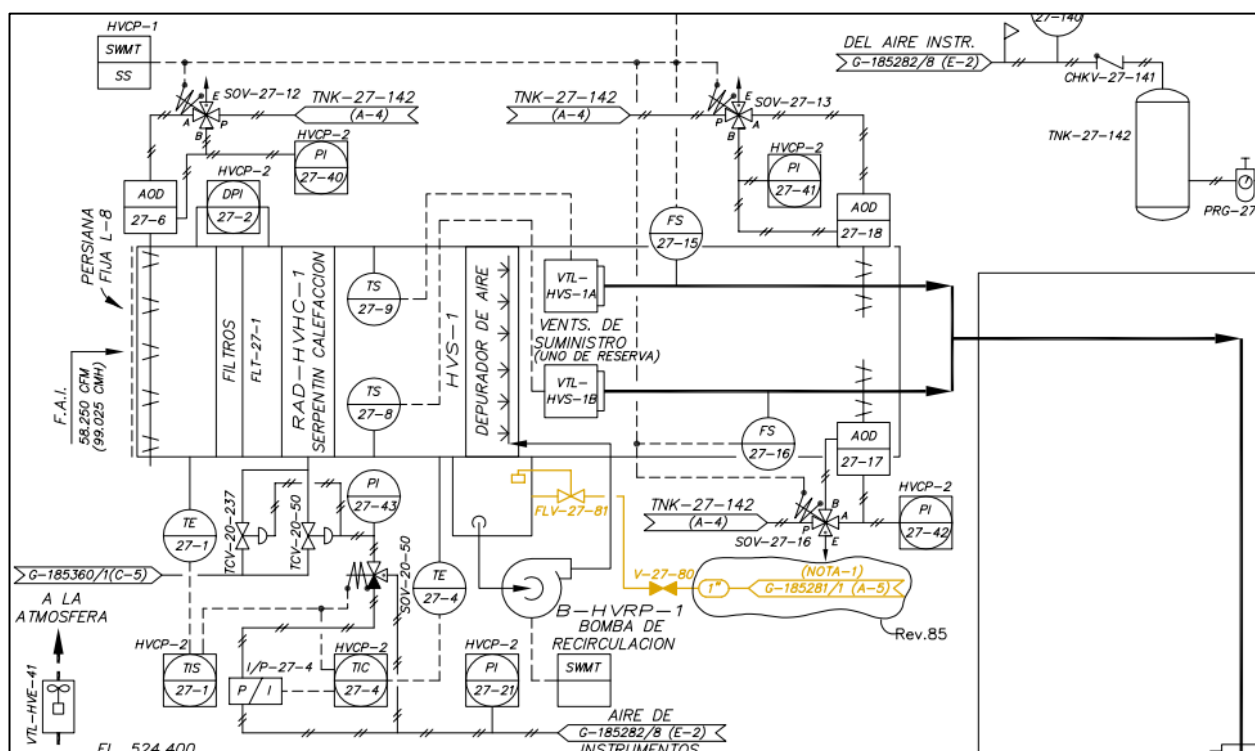 HVCP-1
SWMT
SS
SOV-27-12
E
A
P
B
TNK-27-142
(A-4)
HVCP-2
PI
27-40
HVCP-2
DPI
27-2
AOD
27-6
TNK-27-142
(A-4)
SOV-27-13
E
P
A
B
HVCP-2
PI
27-41
AOD
27-18
FS
27-15
27-140
DEL AIRE INSTR.
G-185282/8 (E-2)
CHKV-27-141
TNK-27-142
PRG-27
PERSIANA
FIJA L-8
F.A.I.
58.250 CFM
(99.025 CMH)
FILTROS
FLT-27-1
RAD-HVHC-1
SERPENTIN CALEFACCION
TS
27-9
TS
27-8
HVS-1
DEPURADOR DE AIRE
VTL-
HVS-1A
VENTS. DE
SUMINISTRO
(UNO DE RESERVA)
VTL-
HVS-1B
FS
27-16
AOD
27-17
PI
27-43
TE
27-1
TCV-20-237
TCV-20-50
SOV-20-50
TE
27-4
FLV-27-81
TNK-27-142
(A-4)
SOV-27-16
B
A
P
E
HVCP-2
PI
27-42
G-185360/1(C-5)
V-27-80
1"
(NOTA-1)
G-185281/1 (A-5)
Rev.85
A LA
ATMOSFERA
VTL-HVE-41
B-HVRP-1
BOMBA DE
RECIRCULACION
SWMT
HVCP-2
TIS
27-1
I/P-27-4
P/I
HVCP-2
TIC
27-4
HVCP-2
PI
27-21
AIRE DE
G-185282/8 (E-2)
INSTRUMENTOS
EL. 524.400